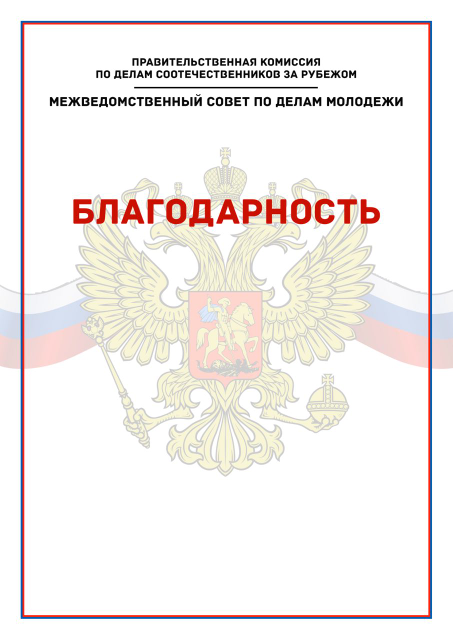 ПРАВИТЕЛЬСТВЕННАЯ КОМИССИЯ
ПО ДЕЛАМ СООТЕЧЕСТВЕННИКОВ ЗА РУБЕЖОМ
МЕЖВЕДОМСТВЕННЫЙ СОВЕТ ПО ДЕЛАМ МОЛОДЕЖИ
БЛАГОДАРНОСТЬ